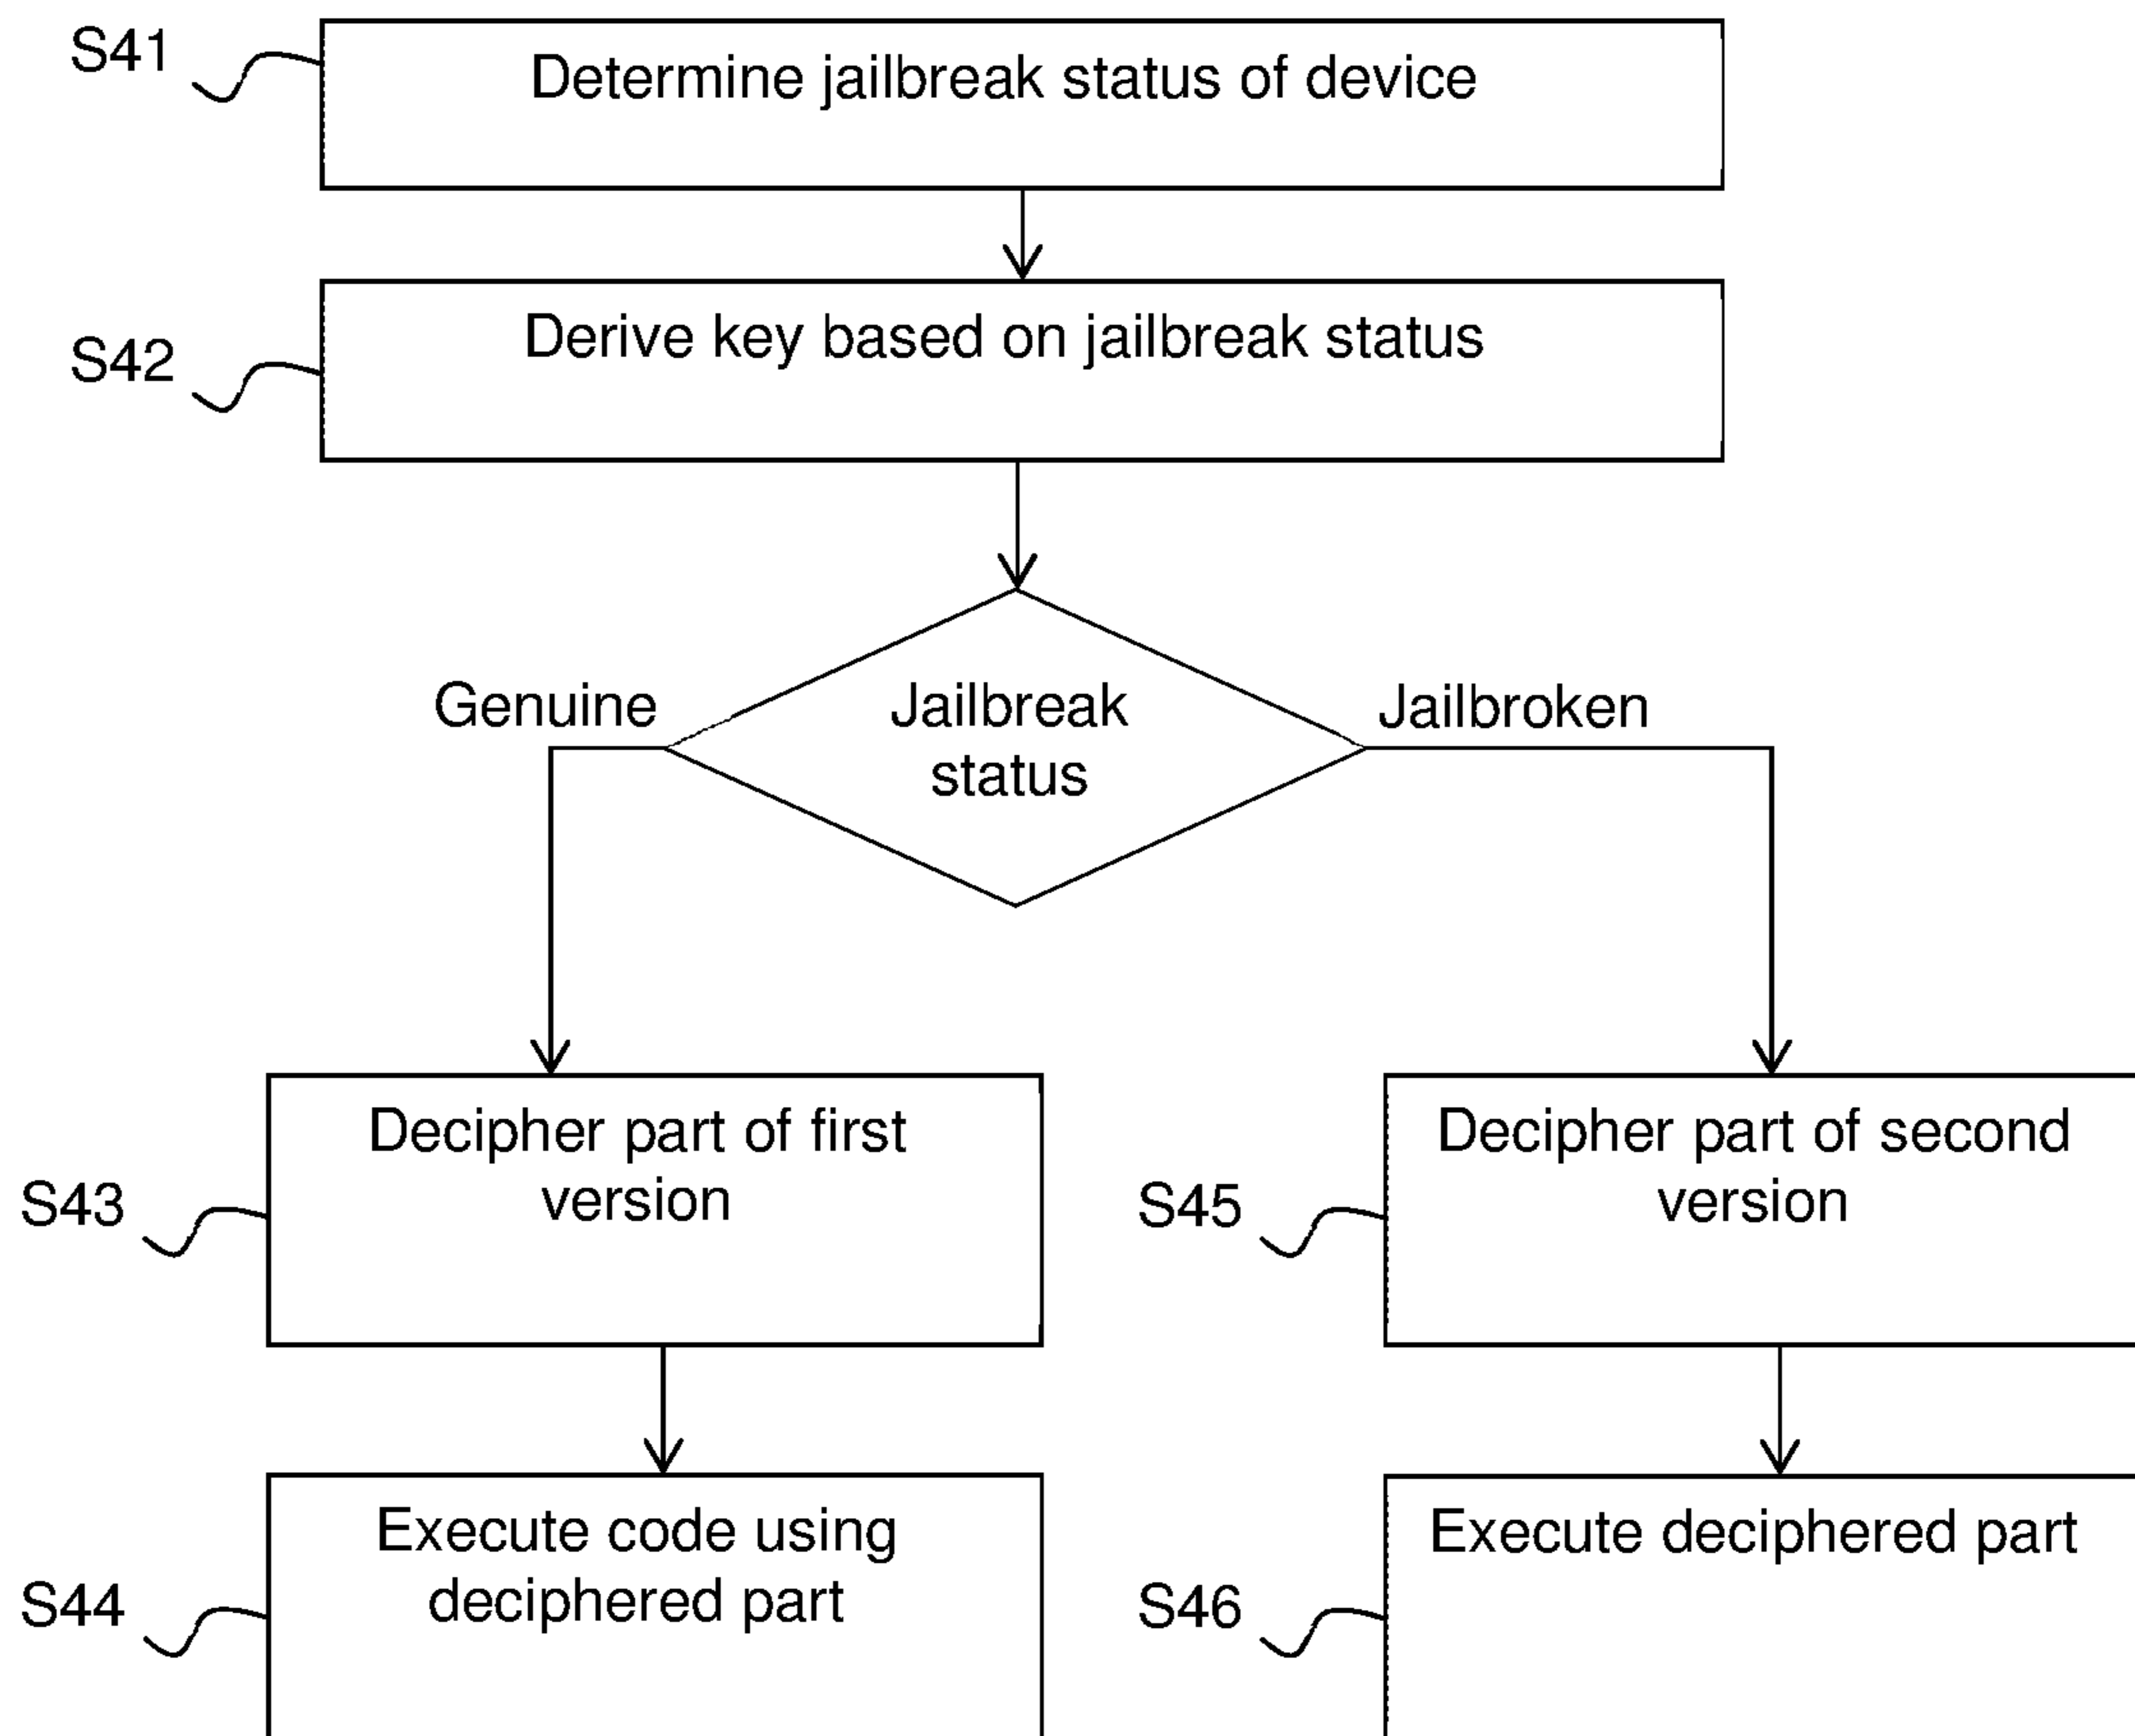 S41
Determine jailbreak status of device
S42
Derive key based on jailbreak status
Genuine
Jailbreak
status
Jailbroken
Decipher part of first
version
S43
Decipher part of second
version
S45
Execute code using
deciphered part
S44
Execute deciphered part
S46